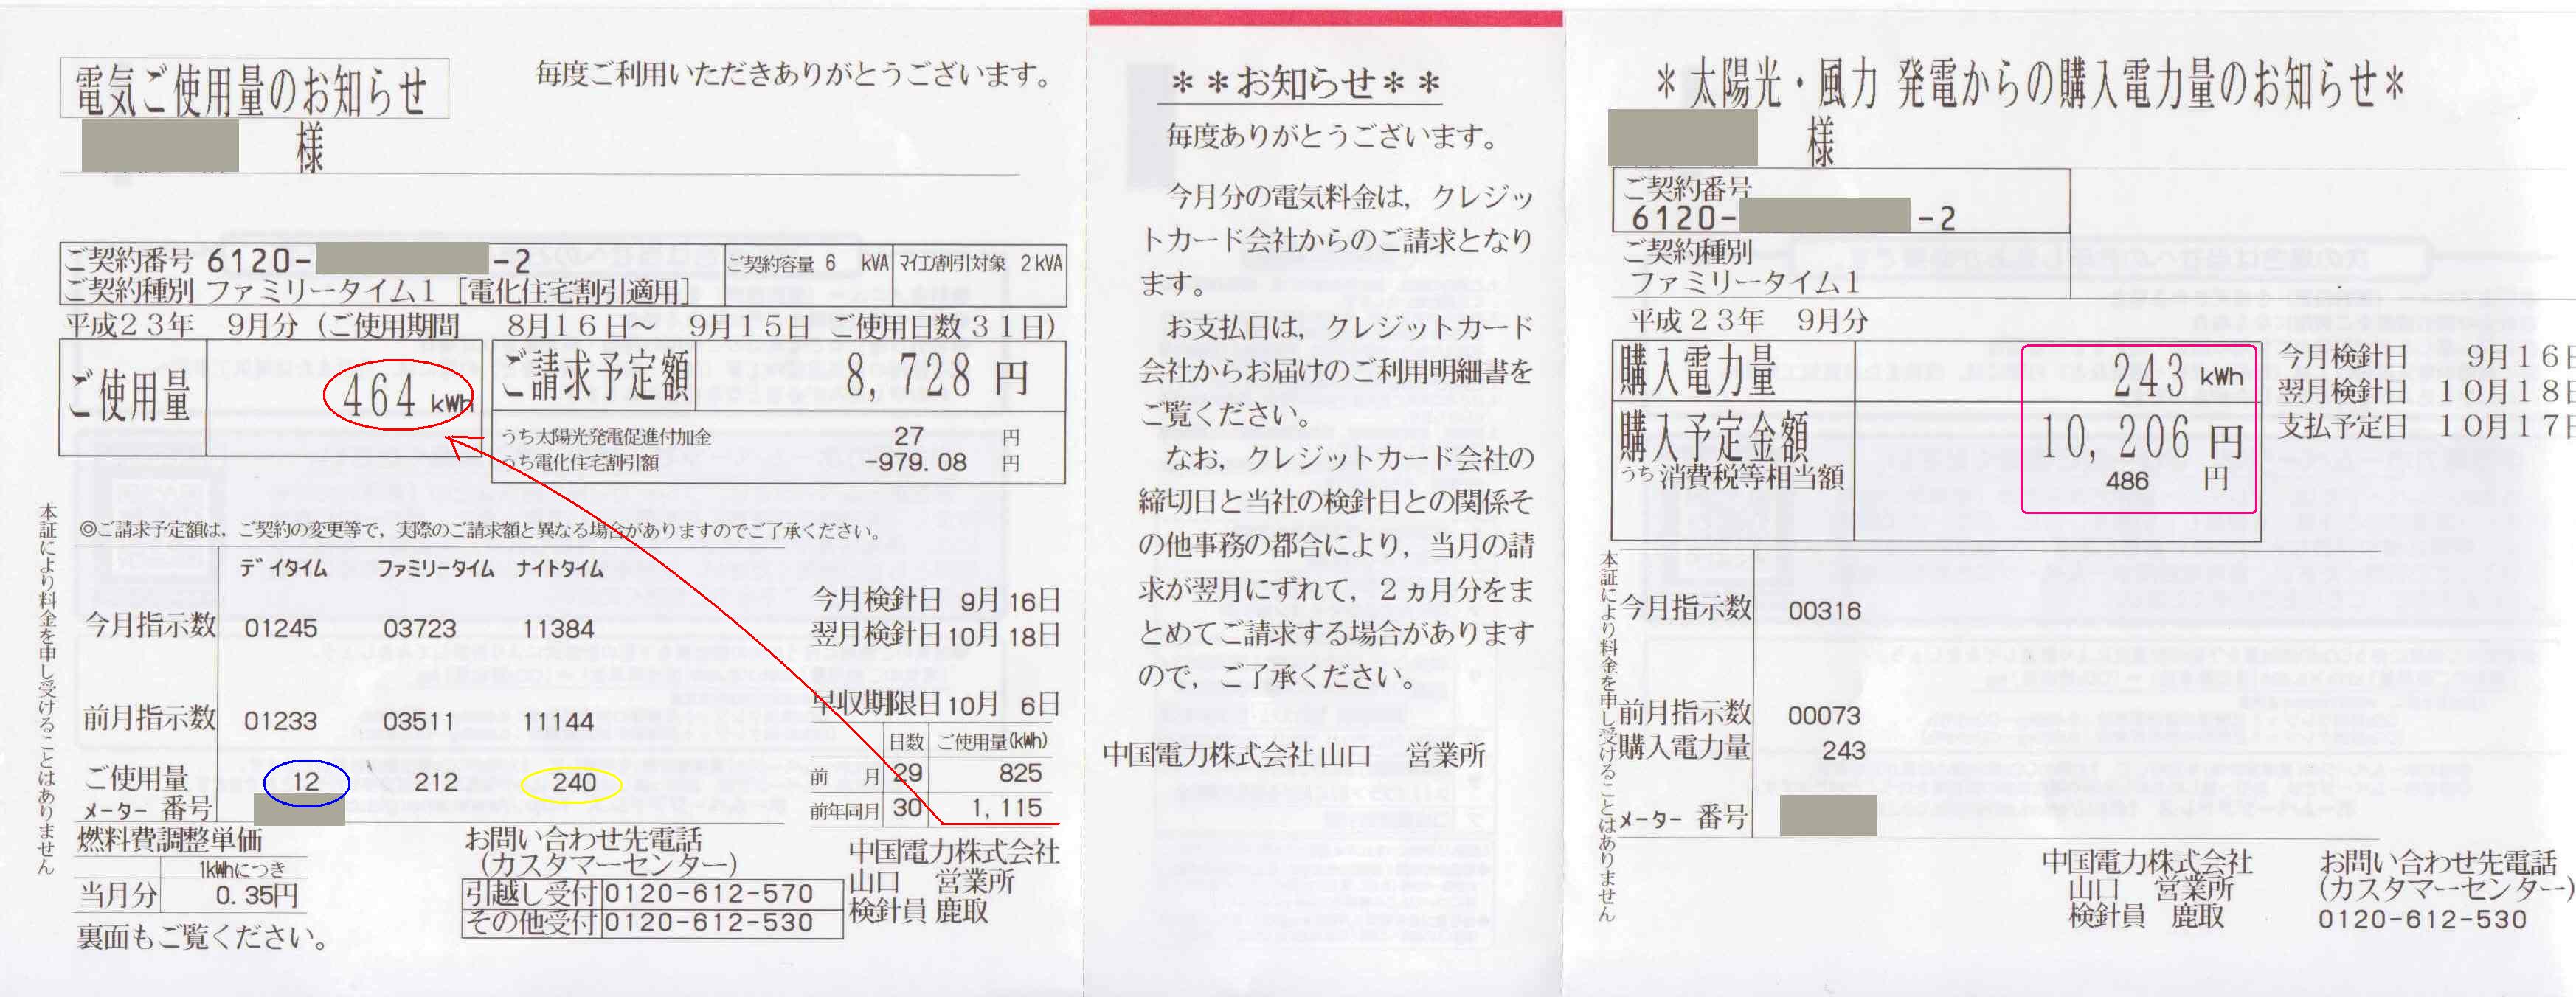 電気ご使用量のお知らせ
毎度ご利用いただきありがとうございます。
様
ご契約番号 6120- -2
ご契約容量 6 kVA マイコン割引対象 2 kVA
ご契約種別 ファミリータイム1 [電化住宅割引適用]
平成23年 9月分 (ご使用期間 8月16日～ 9月15日 ご使用日数31日)
ご使用量 464 kWh
ご請求予定額 8,728 円
うち太陽光発電促進付加金 27 円
うち電化住宅割引額 -979.08 円
◎ご請求予定額は、ご契約の変更等で、実際のご請求額と異なる場合がありますのでご了承ください。
デイタイム ファミリータイム ナイトタイム
今月指示数 01245 03723 11384
前月指示数 01233 03511 11144
ご使用量 12 212 240
メーター 番号
今月検針日 9月16日
翌月検針日 10月18日
早収期限日 10月 6日
日数 ご使用量(kWh)
前 月 29 825
前年同月 30 1,115
燃料費調整単価
1kWhにつき
当月分 0.35円
裏面もご覧ください。
お問い合わせ先電話
(カスタマーセンター)
引越し受付 0120-612-570
その他受付 0120-612-530
中国電力株式会社
山口 営業所
検針員 鹿取
本証により料金を申し受けることはありません
＊＊お知らせ＊＊
毎度ありがとうございます。
今月分の電気料金は，クレジッ
トカード会社からのご請求となり
ます。
お支払日は，クレジットカード
会社からお届けのご利用明細書を
ご覧ください。
なお，クレジットカード会社の
締切日と当社の検針日との関係そ
の他事務の都合により，当月の請
求が翌月にずれて，2ヵ月分をま
とめてご請求する場合があります
ので，ご了承ください。
中国電力株式会社山口 営業所
＊太陽光・風力 発電からの購入電力量のお知らせ＊
様
ご契約番号
6120- -2
ご契約種別
ファミリータイム1
平成23年 9月分
購入電力量 243 kWh
購入予定金額 10,206 円
うち消費税等相当額 486 円
今月検針日 9月16日
翌月検針日 10月18日
支払予定日 10月17日
今月指示数 00316
前月指示数 00073
購入電力量 243
メーター 番号
本証により料金を申し受けることはありません
中国電力株式会社
山口 営業所
検針員 鹿取
お問い合わせ先電話
(カスタマーセンター)
0120-612-530